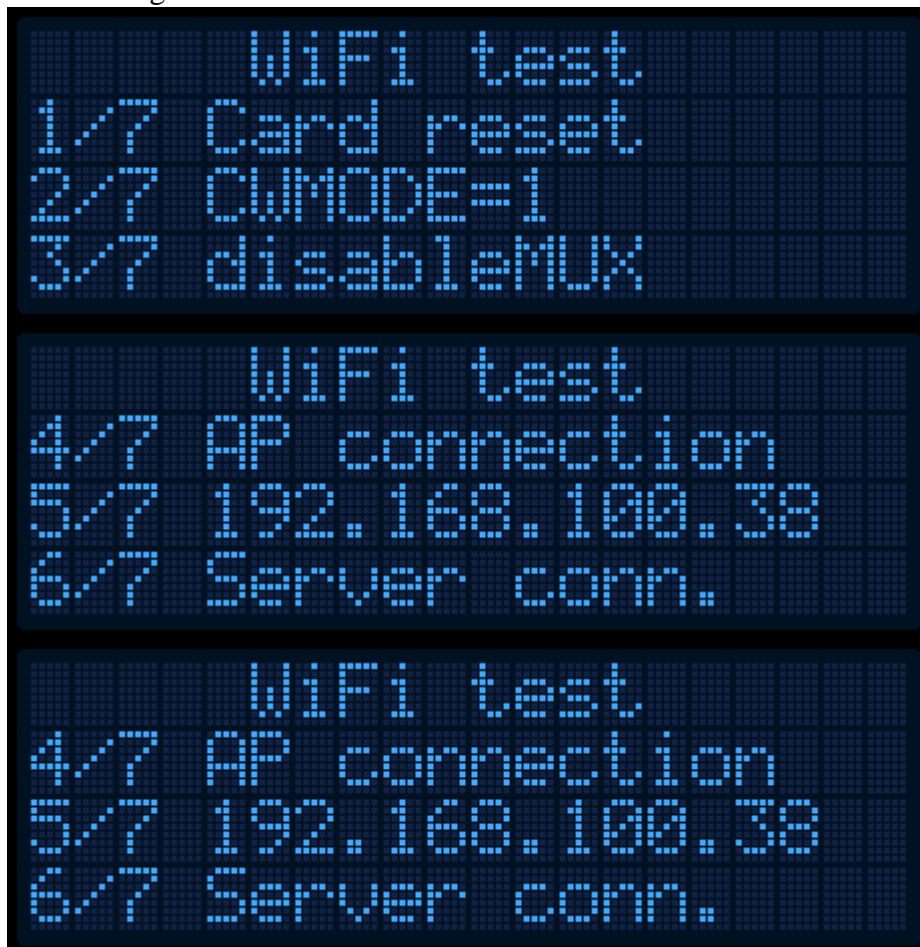 WiFi test
1/7 Card reset
2/7 CWMODE=1
3/7 disableMUX
WiFi test
4/7 AP connection
5/7 192.168.100.38
6/7 Server conn.
WiFi test
4/7 AP connection
5/7 192.168.100.38
6/7 Server conn.